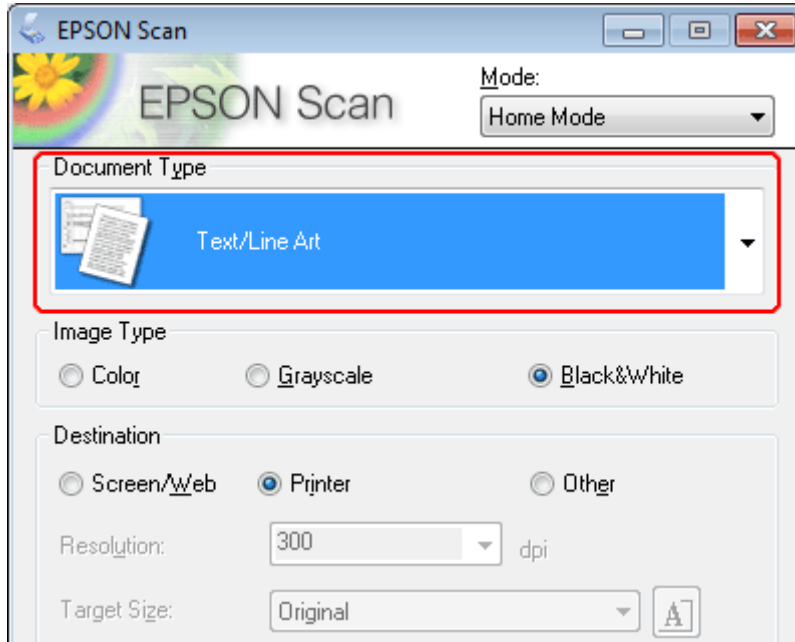 EPSON Scan
EPSON Scan
Mode:
Home Mode
Document Type
Text/Line Art
Image Type
Color Grayscale Black&White
Destination
Screen/Web Printer Other
Resolution: 300 dpi
Target Size: Original A